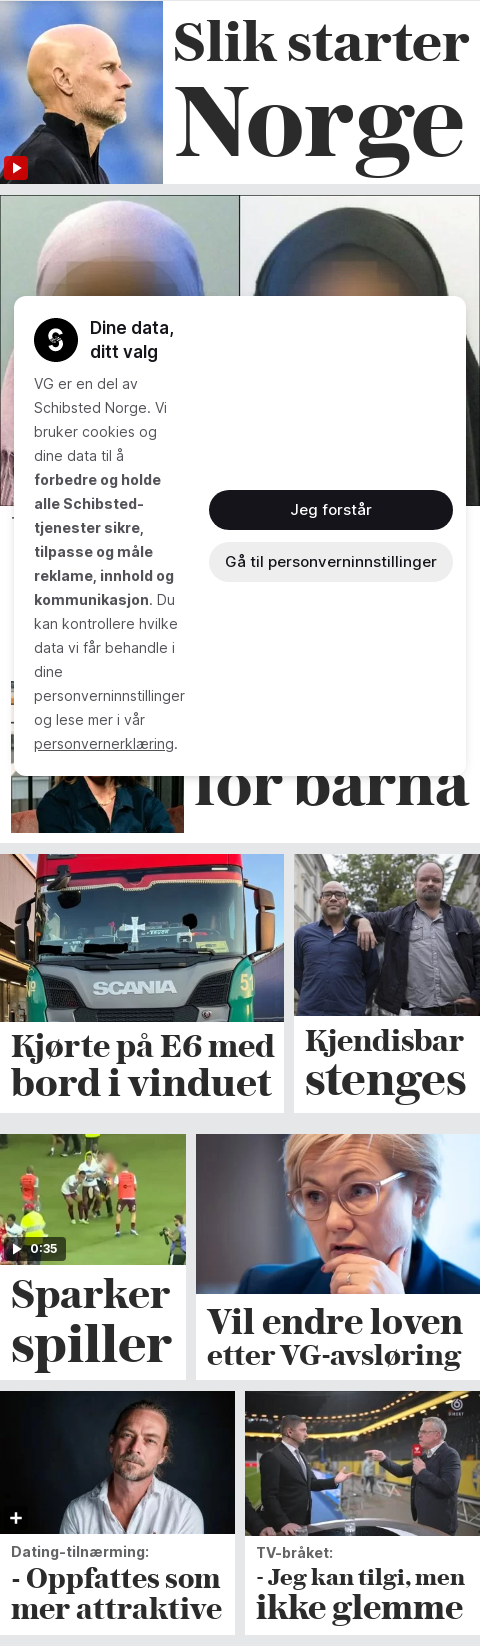 Slik starter
Norge
Dine data,
ditt valg
VG er en del av
Schibsted Norge. Vi
bruker cookies og
dine data til å
forbedre og holde
alle Schibsted-
tjenester sikre,
tilpasse og måle
reklame, innhold og
kommunikasjon. Du
kan kontrollere hvilke
data vi får behandle i
dine
personverninnstillinger
og lese mer i vår
personvernerklæring.
Jeg forstår
Gå til personverninnstillinger
for barna
SCANIA
51
Kjørte på E6 med
bord i vinduet
Kjendisbar
stenges
0:35
Sparker
spiller
Vil endre loven
etter VG-avsløring
Dating-tilnærming:
- Oppfattes som
mer attraktive
DIREKT
TV-bråket:
- Jeg kan tilgi, men
ikke glemme